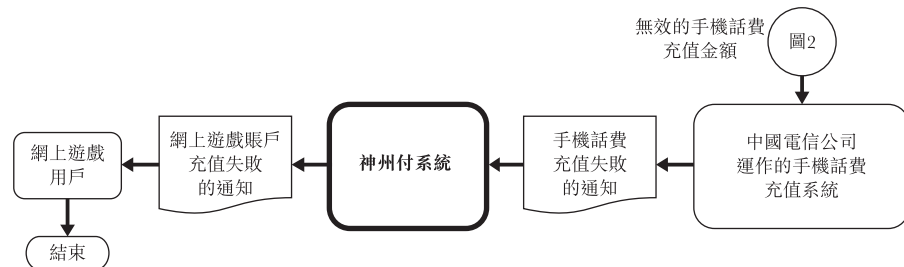 無效的手機話費
充值金額
圖2
中國電信公司
運作的手機話費
充值系統
手機話費
充值失敗
的通知
神州付系統
網上遊戲賬戶
充值失敗
的通知
網上遊戲
用戶
結束